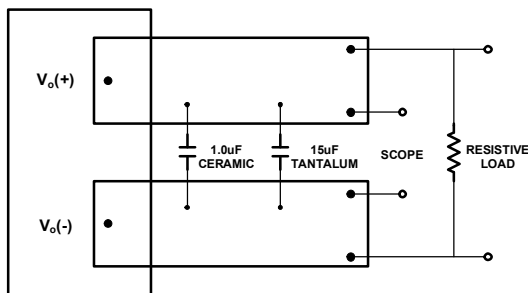 Vo(+)
1.0uF
CERAMIC
15uF
TANTALUM
SCOPE
RESISTIVE
LOAD
Vo(-)